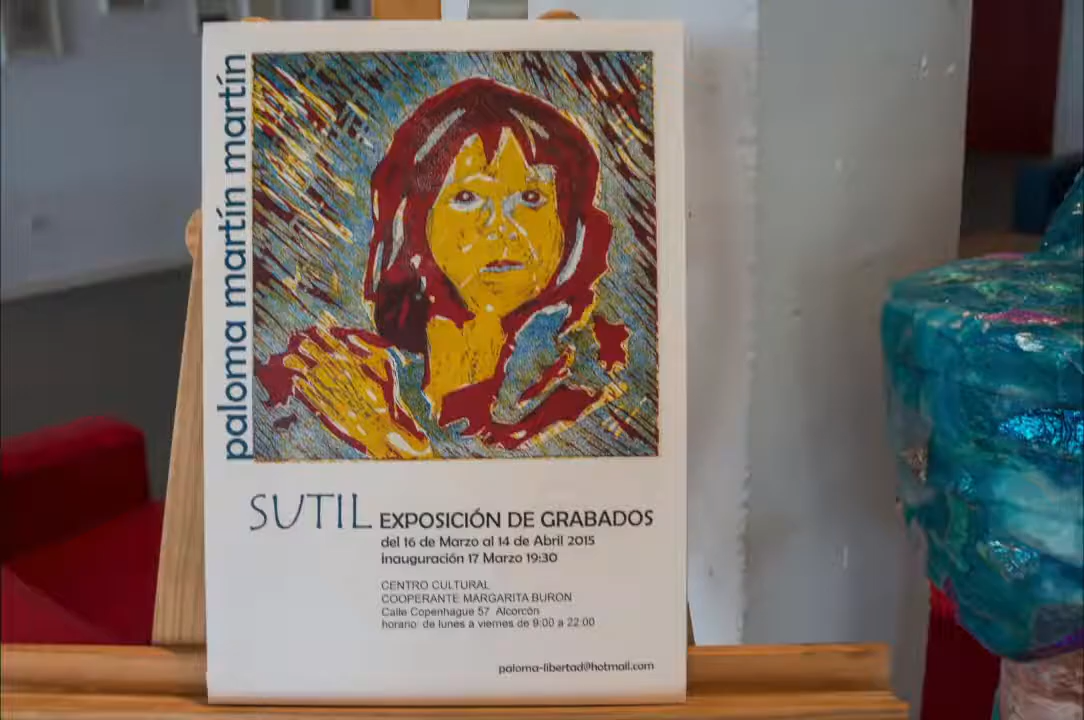 paloma martín martín
SUTIL EXPOSICIÓN DE GRABADOS
del 16 de Marzo al 14 de Abril 2015
inauguración 17 Marzo 19:30
CENTRO CULTURAL
COOPERANTE MARGARITA BURON
Calle Copenhague 57 Alcorcón
horario de lunes a viernes de 9:00 a 22:00
paloma-libertad@hotmail.com